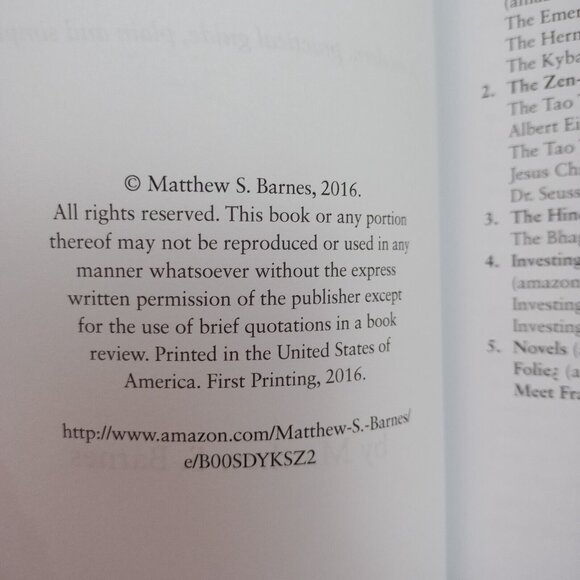 © Matthew S. Barnes, 2016.
All rights reserved. This book or any portion
thereof may not be reproduced or used in any
manner whatsoever without the express
written permission of the publisher except
for the use of brief quotations in a book
review. Printed in the United States of
America. First Printing, 2016.
http://www.amazon.com/Matthew-S.-Barnes/
e/B00SDYKSZ2
The Emer
The Hern
The Kyba
2. The Zen-
The Tao
Albert Ei
The Tao
Jesus Ch
Dr. Seuss
3. The Hin
The Bhag
4. Investing
(amazon
Investing
Investing
5. Novels (
(a
Meet Fra